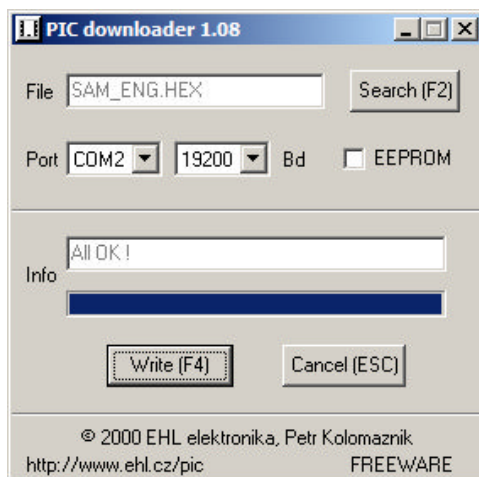 PIC downloader 1.08
File SAM_ENG.HEX Search (F2)
Port COM2 19200 Bd EEPROM
All OK !
Info
Write (F4) Cancel (ESC)
© 2000 EHL elektronika, Petr Kolomaznik
http://www.ehl.cz/pic FREEWARE